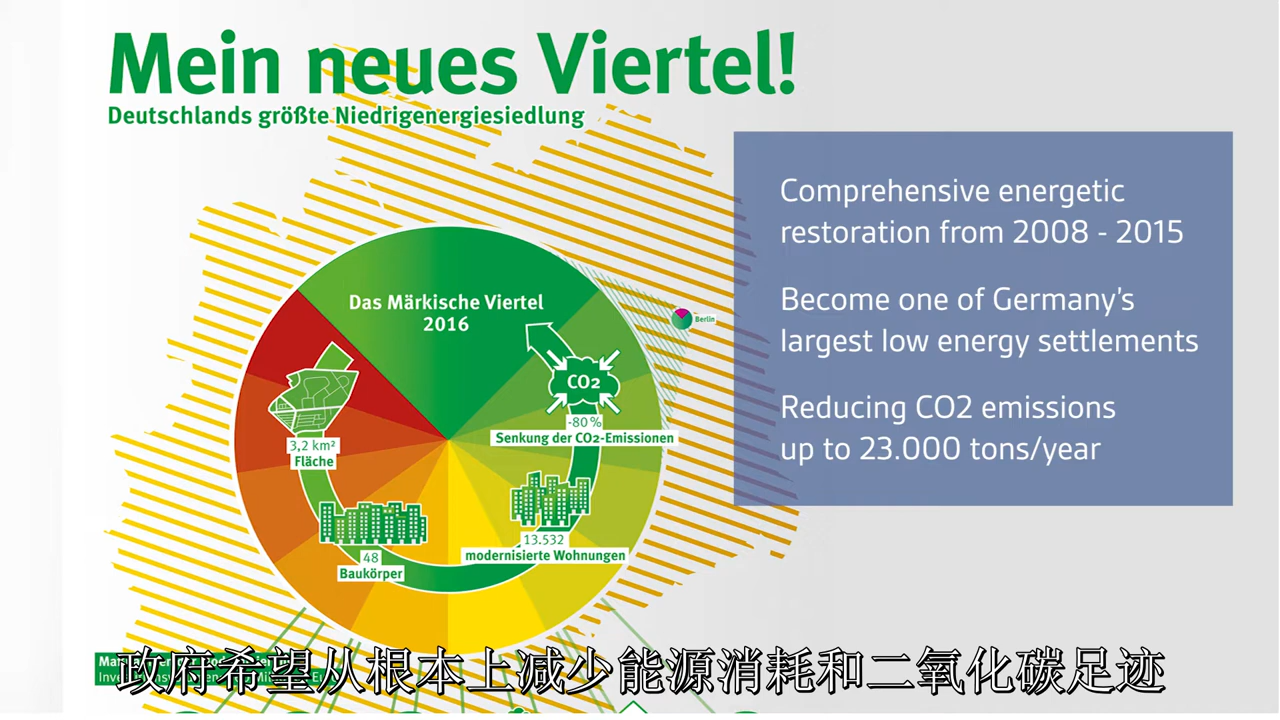 Mein neues Viertel!
Deutschlands größte Niedrigenergiesiedlung
Comprehensive energetic
restoration from 2008 - 2015
Become one of Germany's
largest low energy settlements
Reducing CO2 emissions
up to 23.000 tons/year
Das Märkische Viertel
2016
Berlin
CO2
-80%
Senkung der CO2-Emissionen
3,2 km²
Fläche
13.532
modernisierte Wohnungen
48
Baukörper
政府希望从根本上减少能源消耗和二氧化碳足迹